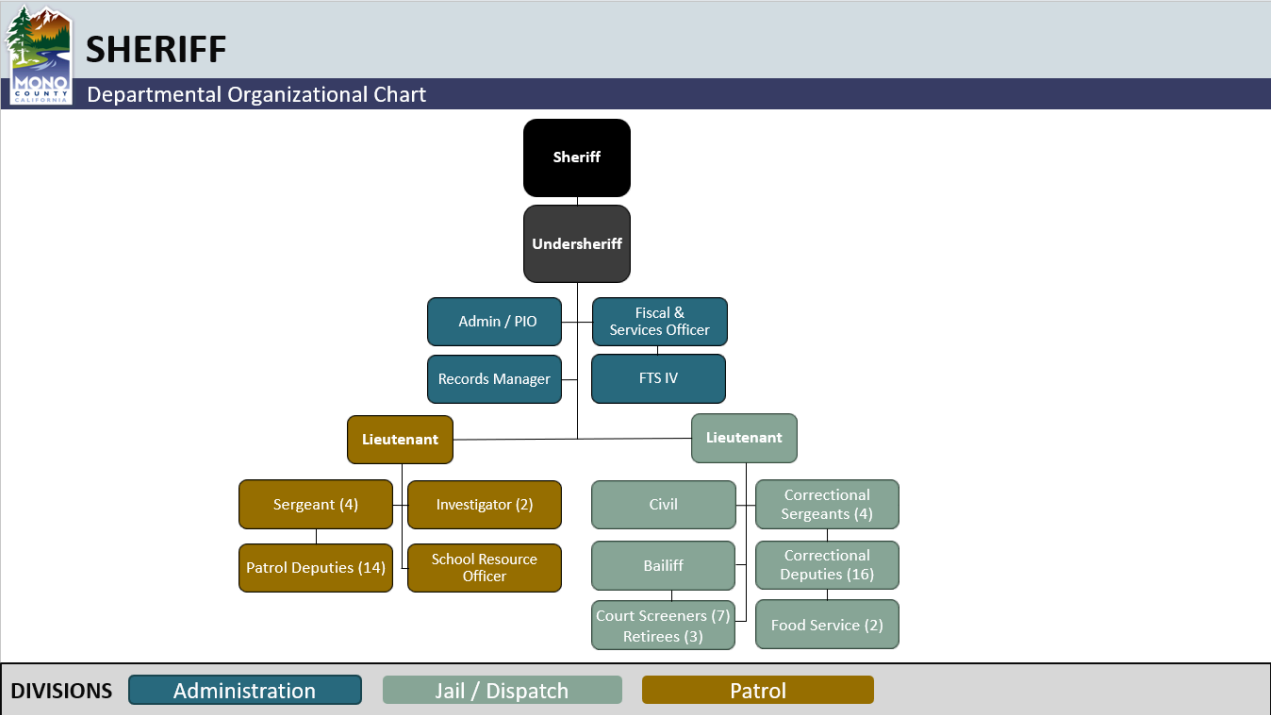 MONO
COUNTY
CALIFORNIA
SHERIFF
Departmental Organizational Chart
Sheriff
Undersheriff
Admin / PIO
Fiscal &
Services Officer
Records Manager
FTS IV
Lieutenant
Lieutenant
Sergeant (4)
Investigator (2)
Civil
Correctional
Sergeants (4)
Patrol Deputies (14)
School Resource
Officer
Bailiff
Correctional
Deputies (16)
Court Screeners (7)
Retirees (3)
Food Service (2)
DIVISIONS
Administration
Jail / Dispatch
Patrol